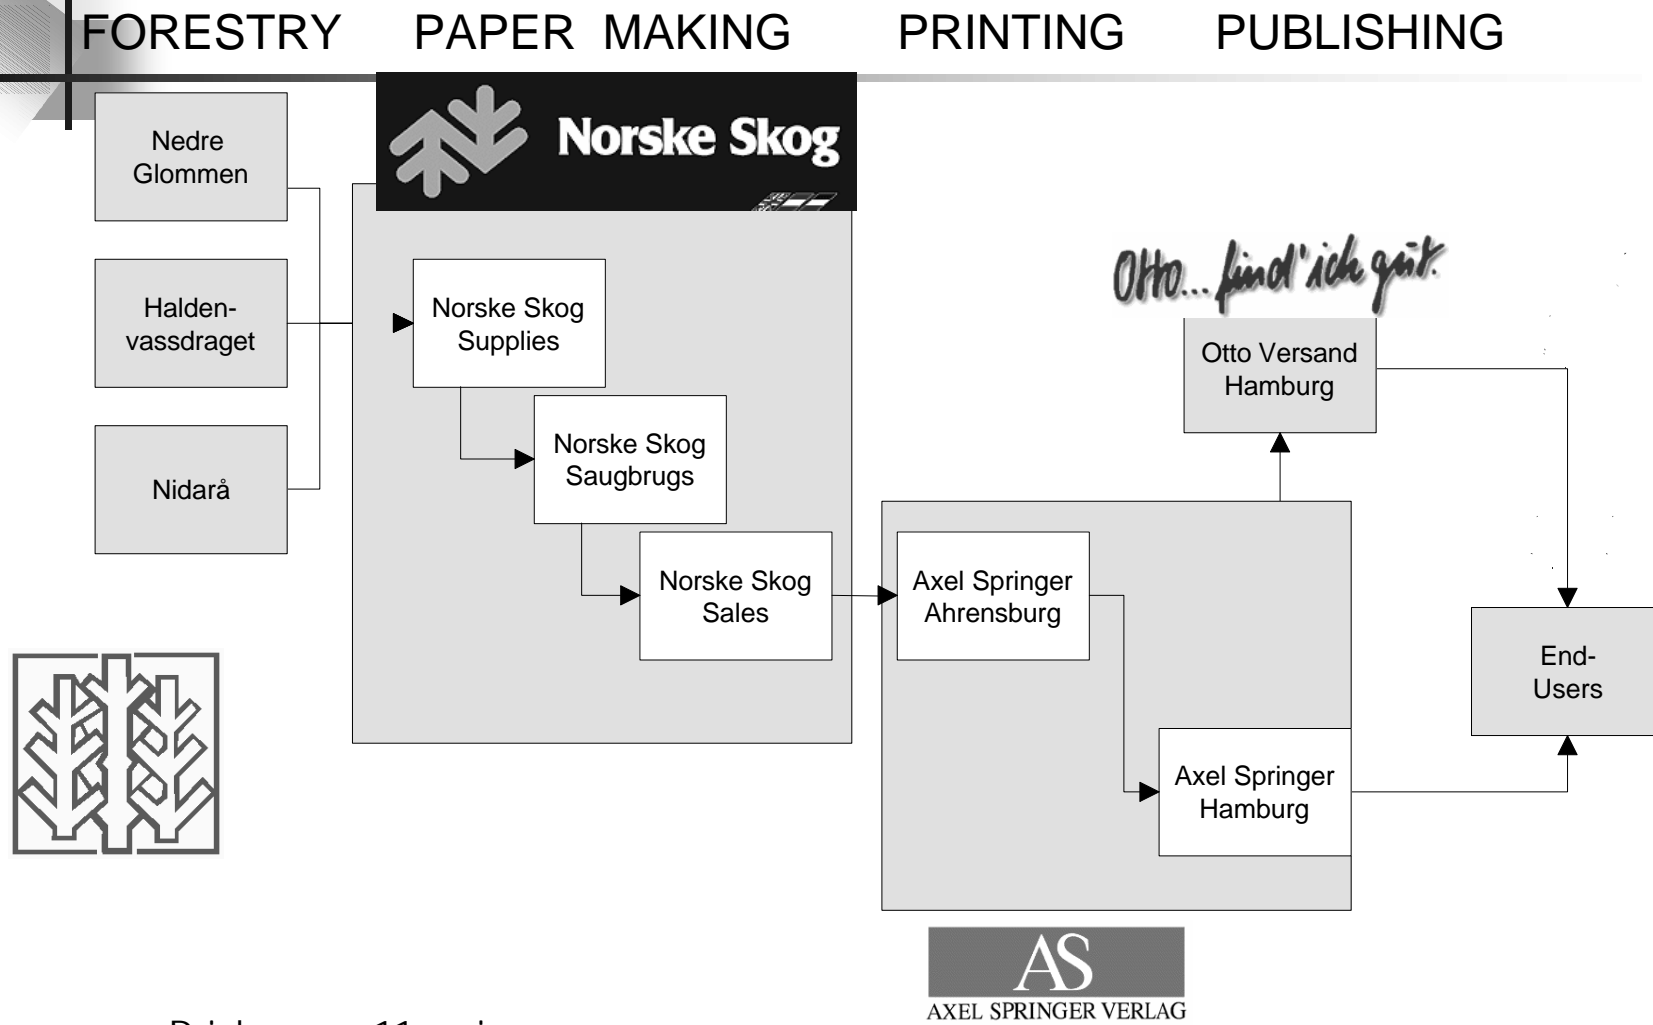 FORESTRY PAPER MAKING PRINTING PUBLISHING
Norske Skog
Nedre
Glommen
Halden-
vassdraget
Nidarå
Norske Skog
Supplies
Norske Skog
Saugbrugs
Norske Skog
Sales
Otto... find' ich gut.
Otto Versand
Hamburg
Axel Springer
Ahrensburg
Axel Springer
Hamburg
End-
Users
AS
AXEL SPRINGER VERLAG